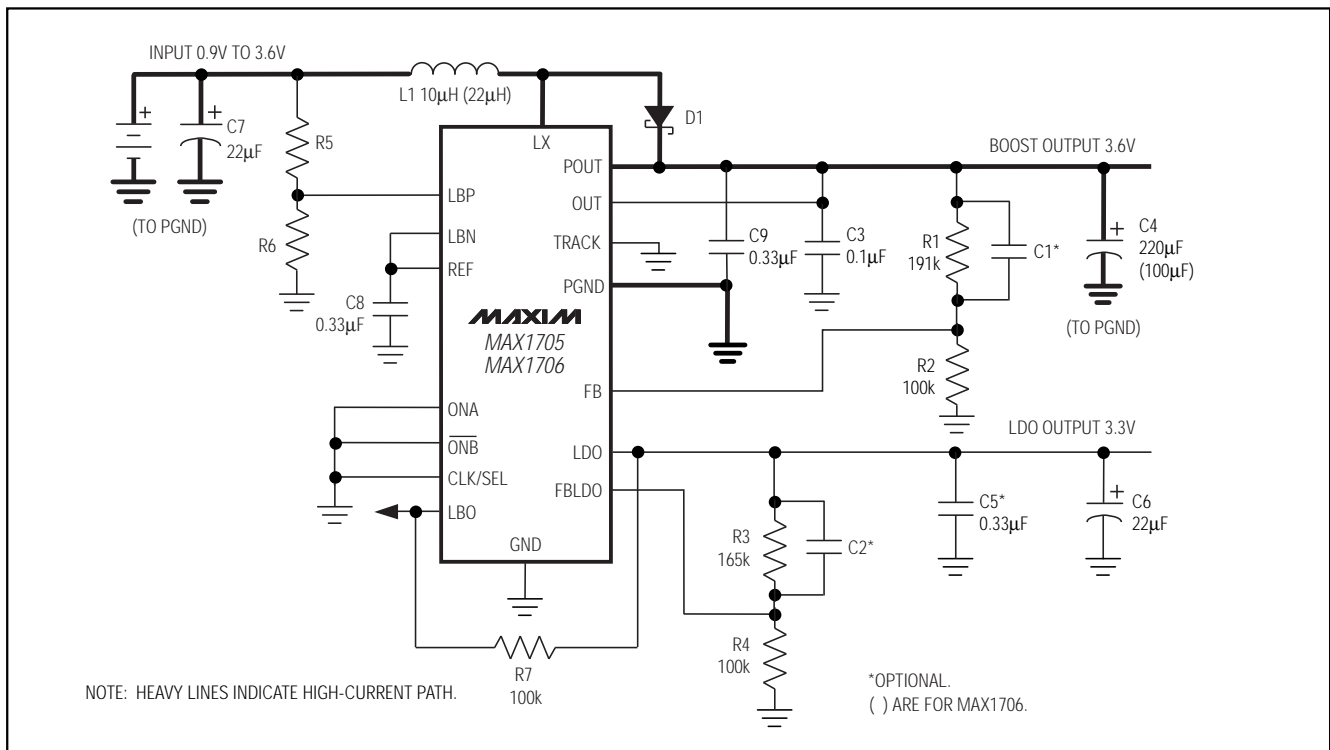 INPUT 0.9V TO 3.6V
L1 10µH (22µH)
+
+
C7
22µF
R5
D1
LX
BOOST OUTPUT 3.6V
POUT
LBP
OUT
(TO PGND)
R6
LBN
TRACK
C9
0.33µF
C3
0.1µF
R1
191k
C1*
+
C4
220µF
(100µF)
REF
PGND
C8
0.33µF
MAXIM
MAX1705
MAX1706
(TO PGND)
R2
100k
FB
ONA
LDO OUTPUT 3.3V
ONB
LDO
CLK/SEL
FBLDO
LBO
C5*
0.33µF
+
C6
22µF
R3
165k
C2*
GND
R4
100k
R7
100k
NOTE: HEAVY LINES INDICATE HIGH-CURRENT PATH.
*OPTIONAL.
( ) ARE FOR MAX1706.